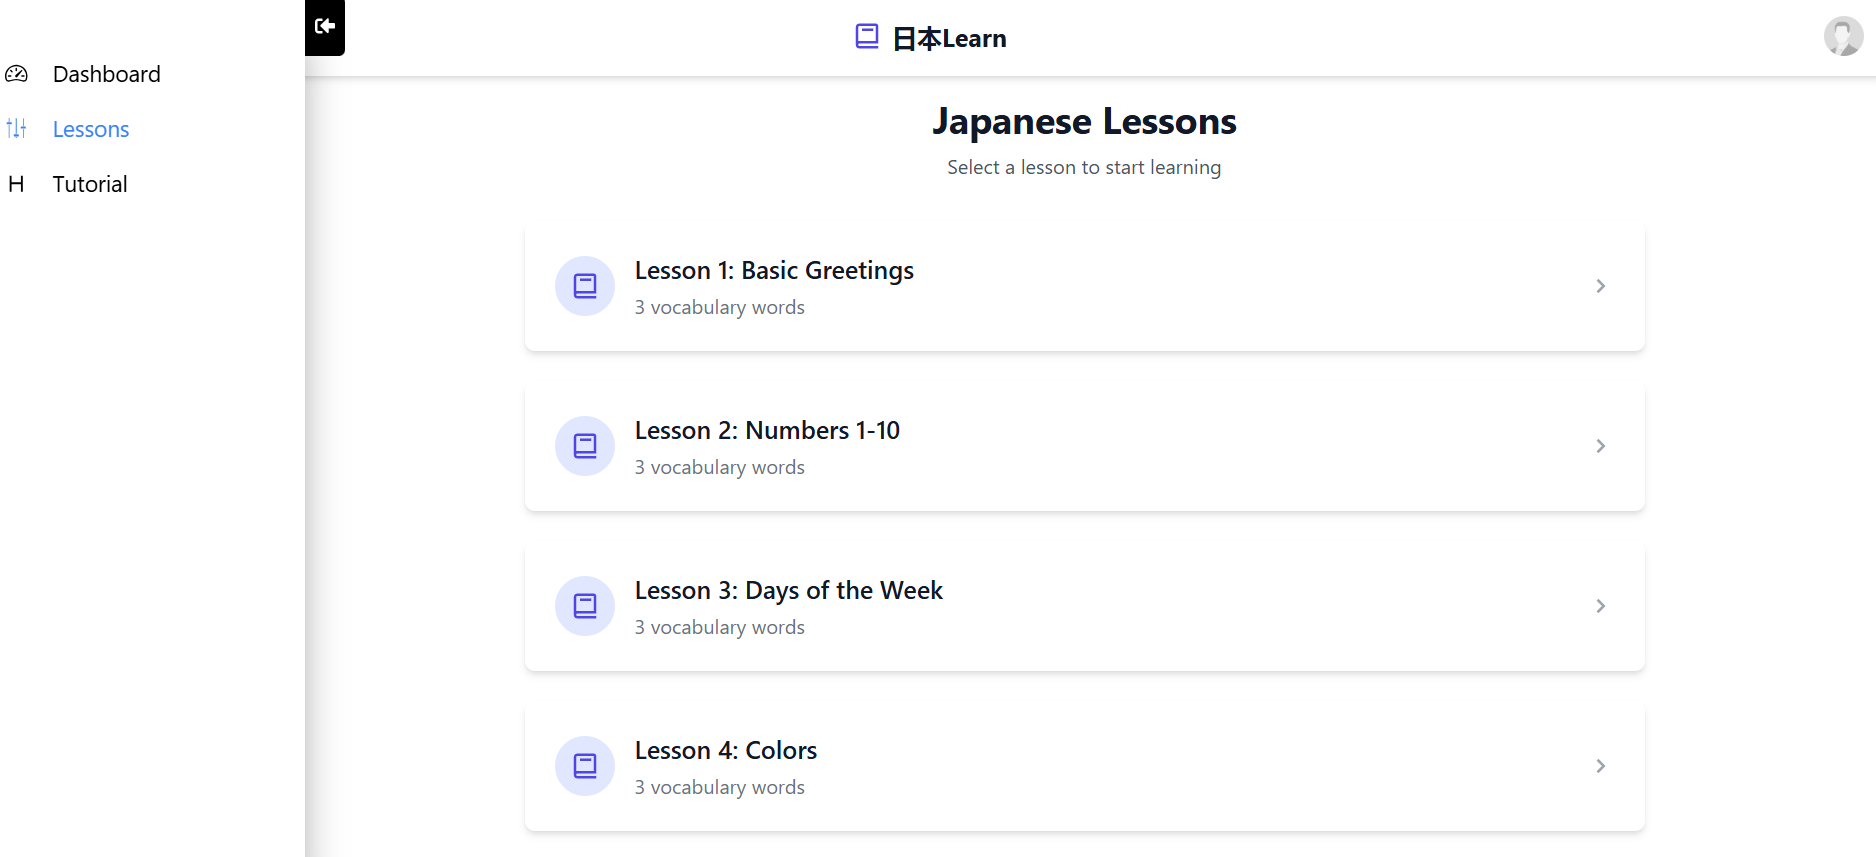 Dashboard
Lessons
Tutorial
日本Learn
Japanese Lessons
Select a lesson to start learning
Lesson 1: Basic Greetings
3 vocabulary words
Lesson 2: Numbers 1-10
3 vocabulary words
Lesson 3: Days of the Week
3 vocabulary words
Lesson 4: Colors
3 vocabulary words